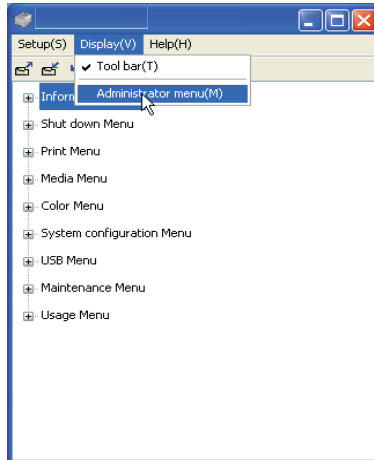 Setup(S) Display(V) Help(H)
✓ Tool bar(T)
Administrator menu(M)
Shut down Menu
Print Menu
Media Menu
Color Menu
System configuration Menu
USB Menu
Maintenance Menu
Usage Menu